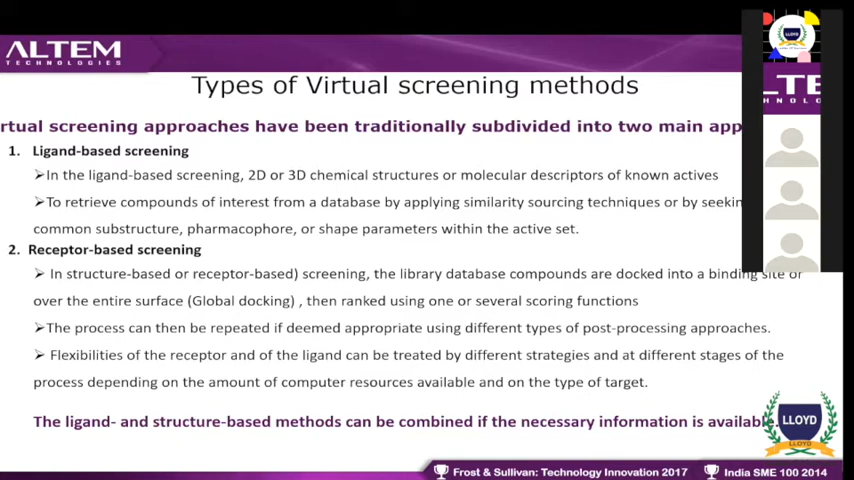 ALTEM
TECHNOLOGIES
Types of Virtual screening methods
rtual screening approaches have been traditionally subdivided into two main app
1. Ligand-based screening
➢In the ligand-based screening, 2D or 3D chemical structures or molecular descriptors of known actives
➢To retrieve compounds of interest from a database by applying similarity sourcing techniques or by seekin
common substructure, pharmacophore, or shape parameters within the active set.
2. Receptor-based screening
➢ In structure-based or receptor-based) screening, the library database compounds are docked into a binding site or
over the entire surface (Global docking) , then ranked using one or several scoring functions
➢The process can then be repeated if deemed appropriate using different types of post-processing approaches.
➢ Flexibilities of the receptor and of the ligand can be treated by different strategies and at different stages of the
process depending on the amount of computer resources available and on the type of target.
The ligand- and structure-based methods can be combined if the necessary information is available.
Frost & Sullivan: Technology Innovation 2017
India SME 100 2014
LLOYD
LTE
HNOLO
LLOYD
LLOYD